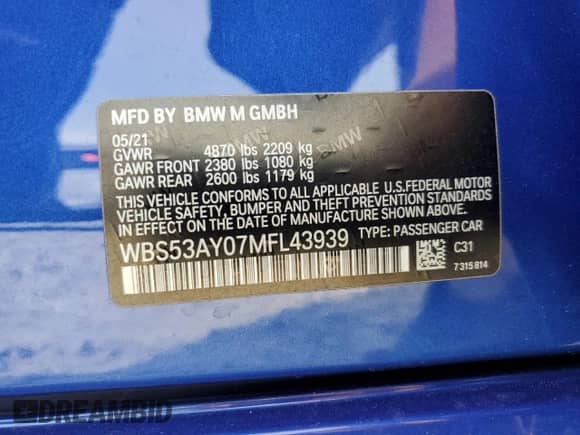 MFD BY BMW M GMBH
05/21
GVWR 4870 lbs 2209 kg
GAWR FRONT 2380 lbs 1080 kg
GAWR REAR 2600 lbs 1179 kg
THIS VEHICLE CONFORMS TO ALL APPLICABLE U.S.FEDERAL MOTOR
VEHICLE SAFETY, BUMPER AND THEFT PREVENTION STANDARDS
IN EFFECT ON THE DATE OF MANUFACTURE SHOWN ABOVE.
WBS53AY07MFL43939 TYPE: PASSENGER CAR
C31
7315814
BMW
DREAMBID